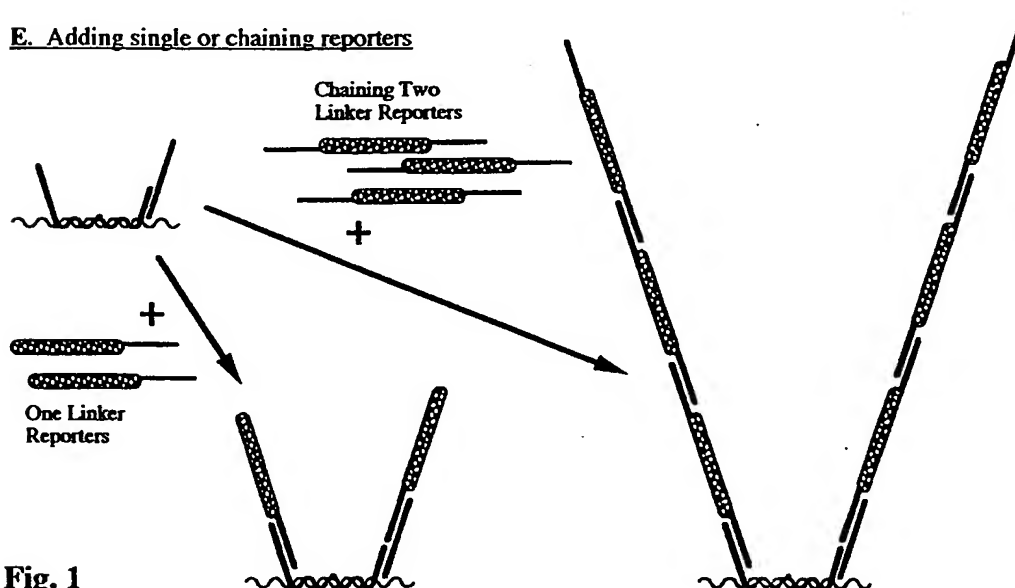 E. Adding single or chaining reporters
Chaining Two
Linker Reporters
+
+
One Linker
Reporters
Fig. 1